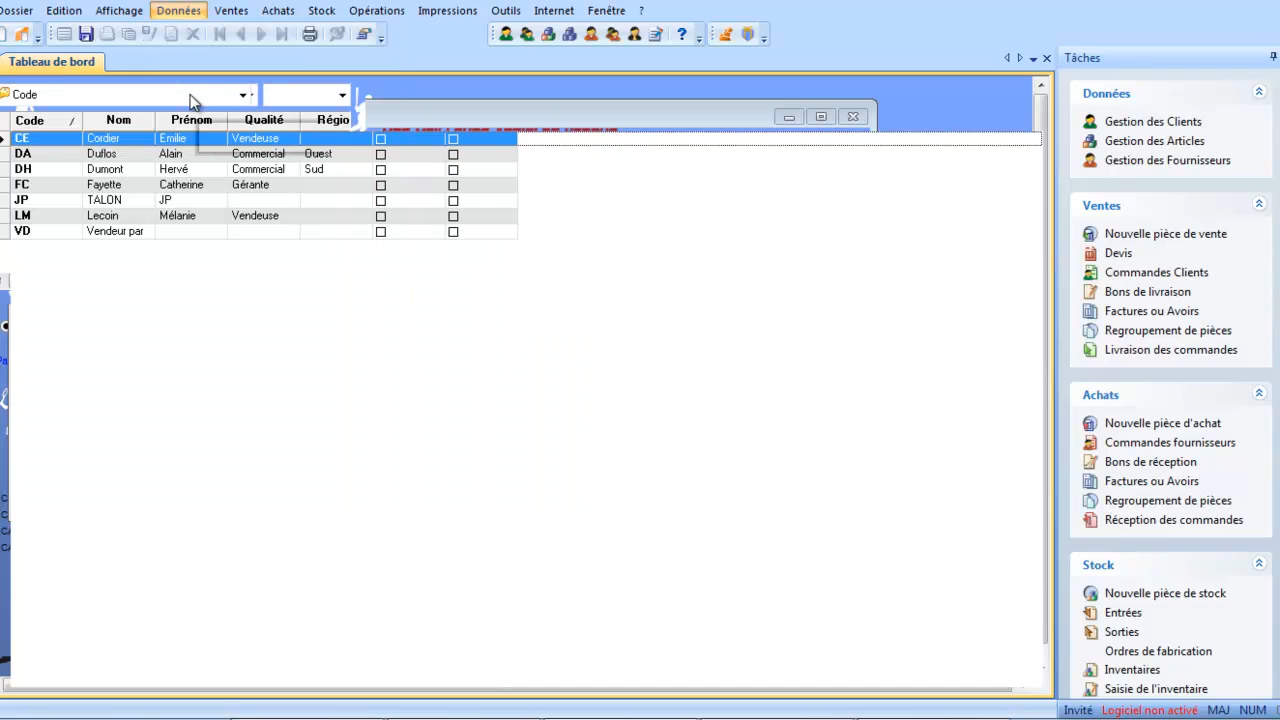 Dossier Edition Affichage Données Ventes Achats Stock Opérations Impressions Outils Internet Fenêtre ?
Tableau de bord
Code
Code Nom Prénom Qualité Régio
CE Cordier Emilie Vendeuse
DA Duflos Alain Commercial Ouest
DH Dumont Hervé Commercial Sud
FC Fayette Catherine Gérante
JP TALON JP
LM Lecoin Mélanie Vendeuse
VD Vendeur par
Tâches
Données
Gestion des Clients
Gestion des Articles
Gestion des Fournisseurs
Ventes
Nouvelle pièce de vente
Devis
Commandes Clients
Bons de livraison
Factures ou Avoirs
Regroupement de pièces
Livraison des commandes
Achats
Nouvelle pièce d'achat
Commandes fournisseurs
Bons de réception
Factures ou Avoirs
Regroupement de pièces
Réception des commandes
Stock
Nouvelle pièce de stock
Entrées
Sorties
Ordres de fabrication
Inventaires
Saisie de l'inventaire
Invité Logiciel non activé MAJ NUM